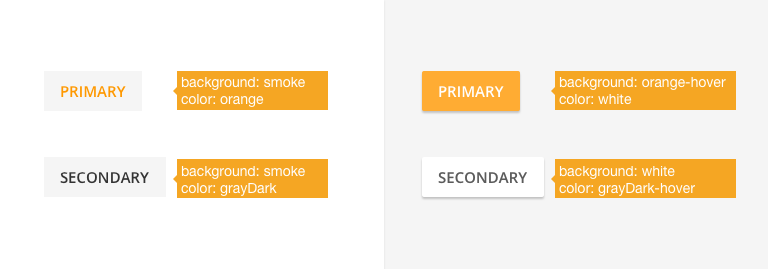 PRIMARY
background: smoke
color: orange
SECONDARY
background: smoke
color: grayDark
PRIMARY
background: orange-hover
color: white
SECONDARY
background: white
color: grayDark-hover